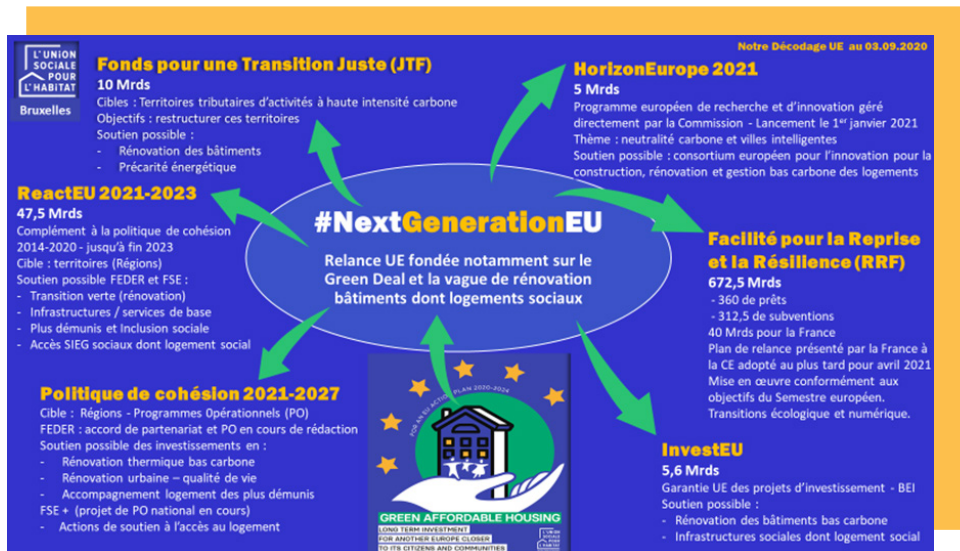 L'UNION
SOCIALE
POUR
L'HABITAT
Bruxelles
Notre Décodage UE au 03.09.2020
Fonds pour une Transition Juste (JTF)
10 Mrds
Cibles : Territoires tributaires d'activités à haute intensité carbone
Objectifs : restructurer ces territoires
Soutien possible :
- Rénovation des bâtiments
- Précarité énergétique
HorizonEurope 2021
5 Mrds
Programme européen de recherche et d'innovation géré
directement par la Commission - Lancement le 1er janvier 2021
Thème : neutralité carbone et villes intelligentes
Soutien possible : consortium européen pour l'innovation pour la
construction, rénovation et gestion bas carbone des logements
ReactEU 2021-2023
47,5 Mrds
Complément à la politique de cohésion
2014-2020 - jusqu'à fin 2023
Cible : territoires (Régions)
Soutien possible FEDER et FSE :
- Transition verte (rénovation)
- Infrastructures / services de base
- Plus démunis et Inclusion sociale
- Accès SIEG sociaux dont logement social
#NextGenerationEU
Relance UE fondée notamment sur le
Green Deal et la vague de rénovation
bâtiments dont logements sociaux
Facilité pour la Reprise
et la Résilience (RRF)
672,5 Mrds
- 360 de prêts
- 312,5 de subventions
40 Mrds pour la France
Plan de relance présenté par la France à
la CE adopté au plus tard pour avril 2021
Mise en œuvre conformément aux
objectifs du Semestre européen.
Transitions écologique et numérique.
Politique de cohésion 2021-2027
Cible : Régions - Programmes Opérationnels (PO)
FEDER : accord de partenariat et PO en cours de rédaction
Soutien possible des investissements en :
- Rénovation thermique bas carbone
- Rénovation urbaine – qualité de vie
- Accompagnement logement des plus démunis
FSE + (projet de PO national en cours)
- Actions de soutien à l'accès au logement
FOR AN EU ACTION PLAN 2020-2024
GREEN AFFORDABLE HOUSING
LONG TERM INVESTMENT
FOR ANOTHER EUROPE CLOSER
TO ITS CITIZENS AND COMMUNITIES
L'UNION
SOCIALE
POUR
L'HABITAT
InvestEU
5,6 Mrds
Garantie UE des projets d'investissement - BEI
Soutien possible :
- Rénovation des bâtiments bas carbone
- Infrastructures sociales dont logement social